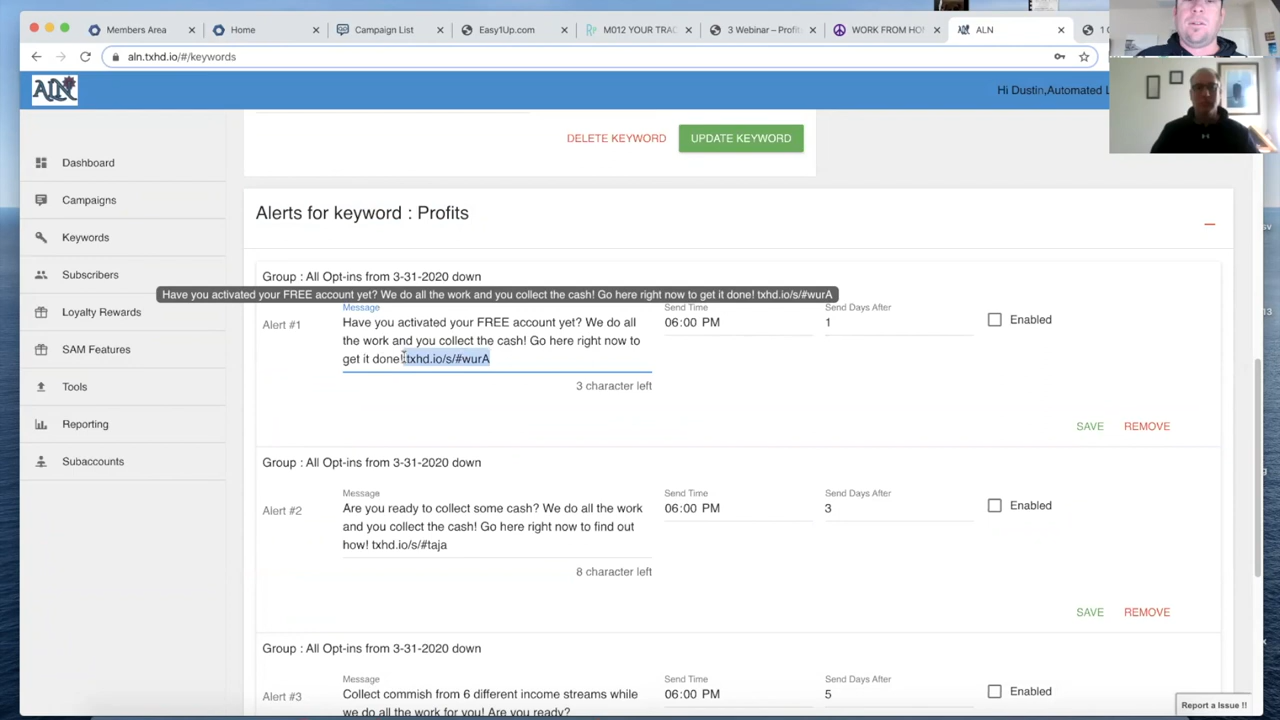 Members Area
Home
Campaign List
Easy1Up.com
M012 YOUR TRA
3 Webinar – Profit
WORK FROM HO
ALN
aln.txhd.io/#/keywords
ALN
Hi Dustin,Automated L
DELETE KEYWORD
UPDATE KEYWORD
Dashboard
Campaigns
Keywords
Subscribers
Loyalty Rewards
SAM Features
Tools
Reporting
Subaccounts
Alerts for keyword : Profits
Group : All Opt-ins from 3-31-2020 down
Have you activated your FREE account yet? We do all the work and you collect the cash! Go here right now to get it done! txhd.io/s/#wurA
Alert #1
Message
Have you activated your FREE account yet? We do all
the work and you collect the cash! Go here right now to
get it done! txhd.io/s/#wurA
3 character left
Send Time
06:00 PM
Send Days After
1
Enabled
SAVE
REMOVE
Group : All Opt-ins from 3-31-2020 down
Alert #2
Message
Are you ready to collect some cash? We do all the work
and you collect the cash! Go here right now to find out
how! txhd.io/s/#taja
8 character left
Send Time
06:00 PM
Send Days After
3
Enabled
SAVE
REMOVE
Group : All Opt-ins from 3-31-2020 down
Alert #3
Message
Collect commish from 6 different income streams while
we do all the work for you! Are you ready?
Send Time
06:00 PM
Send Days After
5
Enabled
Report a Issue !!